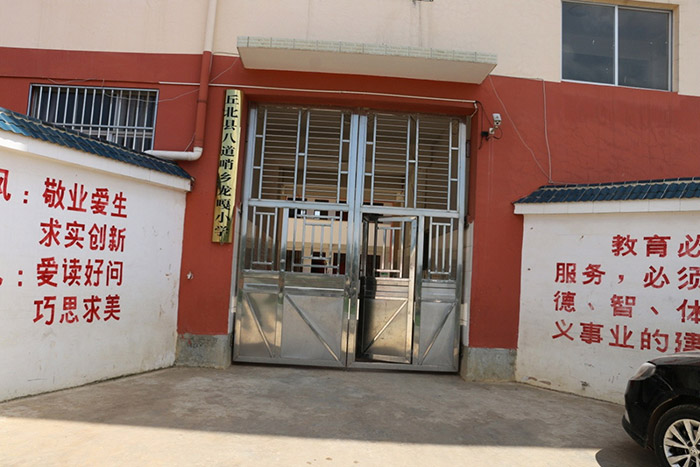 风：敬业爱生
求实创新
：爱读好问
巧思求美
丘北县八道哨乡龙嘎小学
教育必
服务，必须
德、智、体
义事业的建